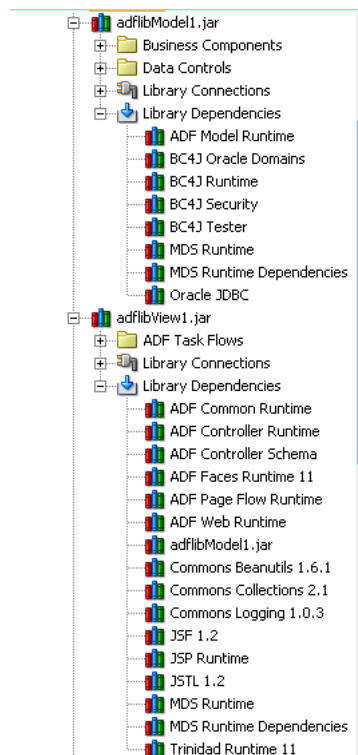 adflibModel1.jar
Business Components
Data Controls
Library Connections
Library Dependencies
ADF Model Runtime
BC4J Oracle Domains
BC4J Runtime
BC4J Security
BC4J Tester
MDS Runtime
MDS Runtime Dependencies
Oracle JDBC
adflibView1.jar
ADF Task Flows
Library Connections
Library Dependencies
ADF Common Runtime
ADF Controller Runtime
ADF Controller Schema
ADF Faces Runtime 11
ADF Page Flow Runtime
ADF Web Runtime
adflibModel1.jar
Commons Beanutils 1.6.1
Commons Collections 2.1
Commons Logging 1.0.3
JSF 1.2
JSP Runtime
JSTL 1.2
MDS Runtime
MDS Runtime Dependencies
Trinidad Runtime 11